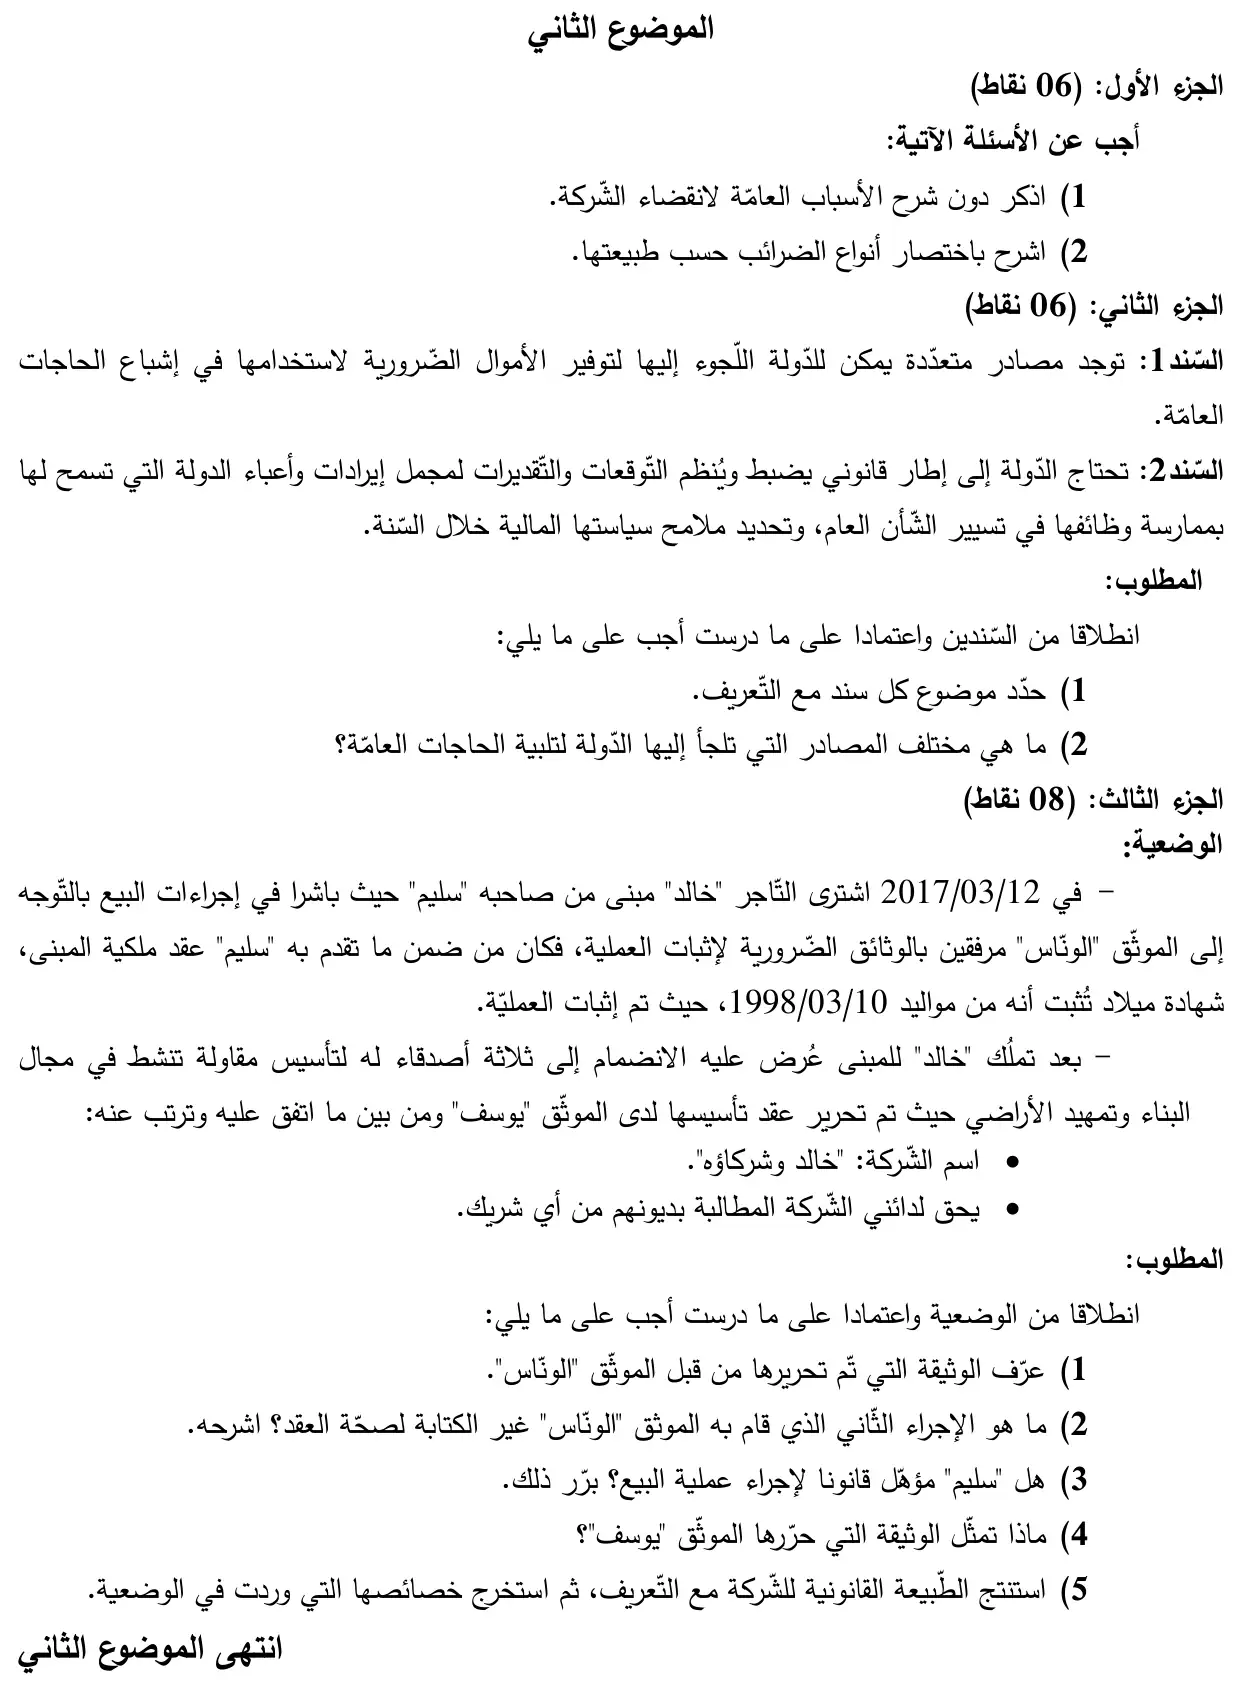 الموضوع الثاني
الجزء الأول: (06 نقاط)
أجب عن الأسئلة الآتية:
1) اذكر دون شرح الأسباب العامّة لانقضاء الشّركة.
2) اشرح باختصار أنواع الضرائب حسب طبيعتها.
الجزء الثاني: (06 نقاط)
السّند1: توجد مصادر متعدّدة يمكن للدّولة اللّجوء إليها لتوفير الأموال الضّرورية لاستخدامها في إشباع الحاجات
العامّة.
السّند2: تحتاج الدّولة إلى إطار قانوني يضبط ويُنظم التّوقعات والتّقديرات لمجمل إيرادات وأعباء الدولة التي تسمح لها
بممارسة وظائفها في تسيير الشّأن العام، وتحديد ملامح سياستها المالية خلال السّنة.
المطلوب:
انطلاقا من السّندين واعتمادا على ما درست أجب على ما يلي:
1) حدّد موضوع كل سند مع التّعريف.
2) ما هي مختلف المصادر التي تلجأ إليها الدّولة لتلبية الحاجات العامّة؟
الجزء الثالث: (08 نقاط)
الوضعية:
- في 2017/03/12 اشترى التّاجر "خالد" مبنى من صاحبه "سليم" حيث باشرا في إجراءات البيع بالتّوجه
إلى الموثّق "الونّاس" مرفقين بالوثائق الضّرورية لإثبات العملية، فكان من ضمن ما تقدم به "سليم" عقد ملكية المبنى،
شهادة ميلاد تُثبت أنه من مواليد 1998/03/10، حيث تم إثبات العمليّة.
- بعد تملُك "خالد" للمبنى عُرض عليه الانضمام إلى ثلاثة أصدقاء له لتأسيس مقاولة تنشط في مجال
البناء وتمهيد الأراضي حيث تم تحرير عقد تأسيسها لدى الموثّق "يوسف" ومن بين ما اتفق عليه وترتب عنه:
• اسم الشّركة: "خالد وشركاؤه".
• يحق لدائني الشّركة المطالبة بديونهم من أي شريك.
المطلوب:
انطلاقا من الوضعية واعتمادا على ما درست أجب على ما يلي:
1) عرّف الوثيقة التي تّم تحريرها من قبل الموثّق "الونّاس".
2) ما هو الإجراء الثّاني الذي قام به الموثق "الونّاس" غير الكتابة لصحّة العقد؟ اشرحه.
3) هل "سليم" مؤهّل قانونا لإجراء عملية البيع؟ برّر ذلك.
4) ماذا تمثّل الوثيقة التي حرّرها الموثّق "يوسف"؟
5) استنتج الطّبيعة القانونية للشّركة مع التّعريف، ثم استخرج خصائصها التي وردت في الوضعية.
انتهى الموضوع الثاني